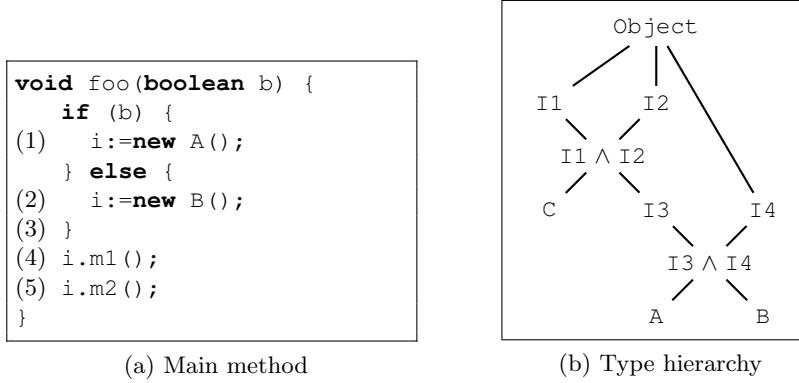 void foo(boolean b) {
if (b) {
(1) i:=new A();
} else {
(2) i:=new B();
(3) }
(4) i.m1();
(5) i.m2();
}
(a) Main method
Object
I1 I2
I1 ∧ I2
C I3 I4
I3 ∧ I4
A B
(b) Type hierarchy